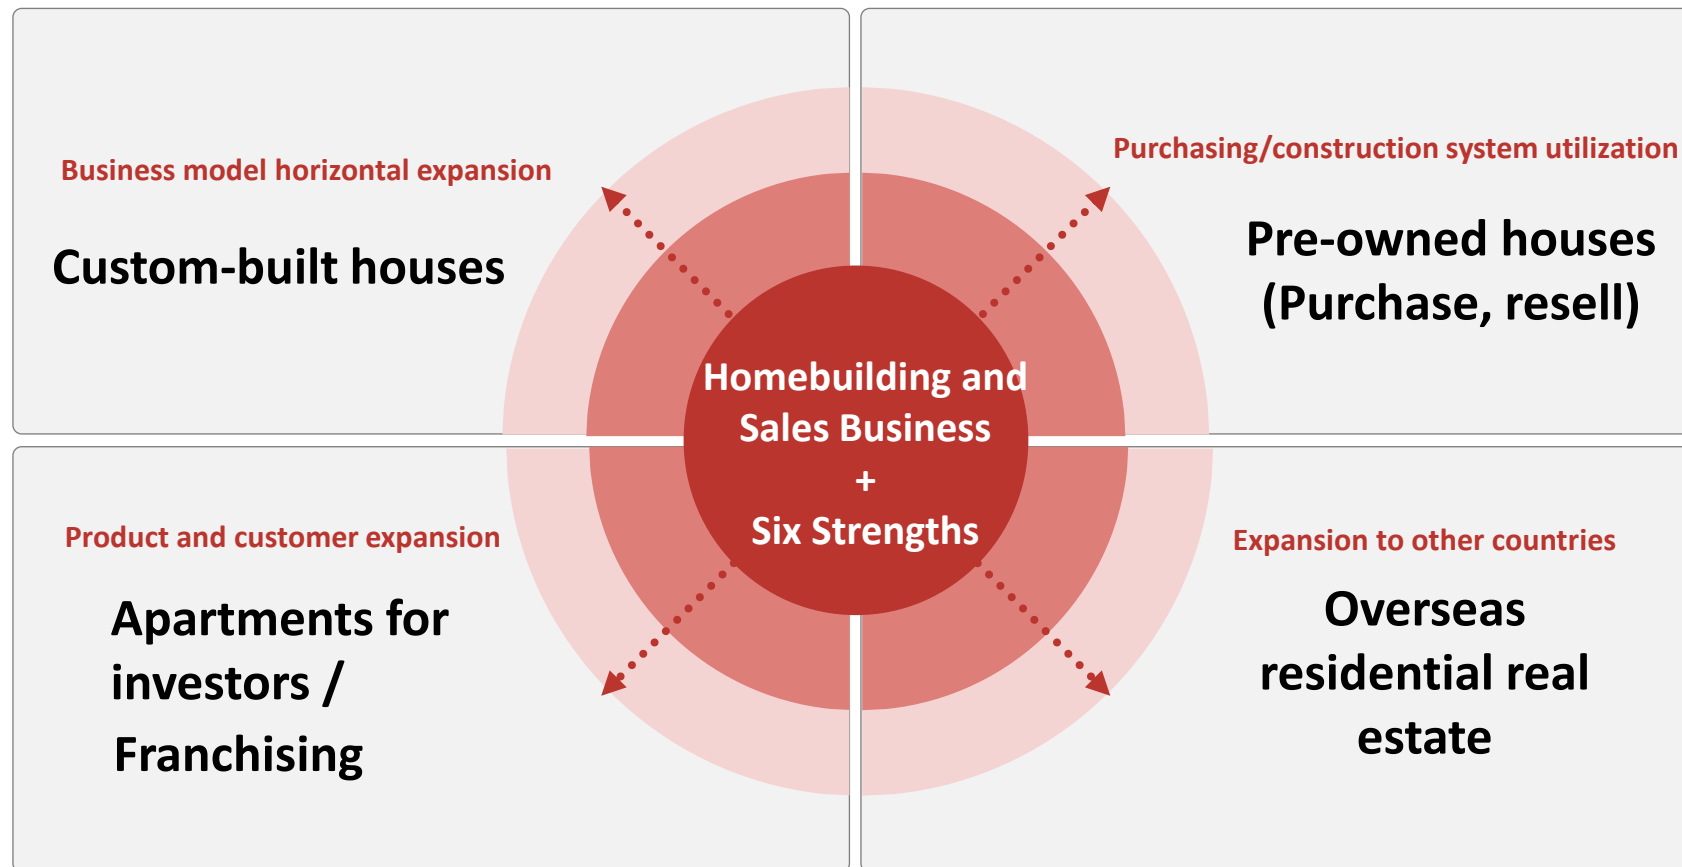 Business model horizontal expansion
Custom-built houses
Purchasing/construction system utilization
Pre-owned houses
(Purchase, resell)
Homebuilding and
Sales Business
+
Six Strengths
Product and customer expansion
Apartments for
investors /
Franchising
Expansion to other countries
Overseas
residential real
estate